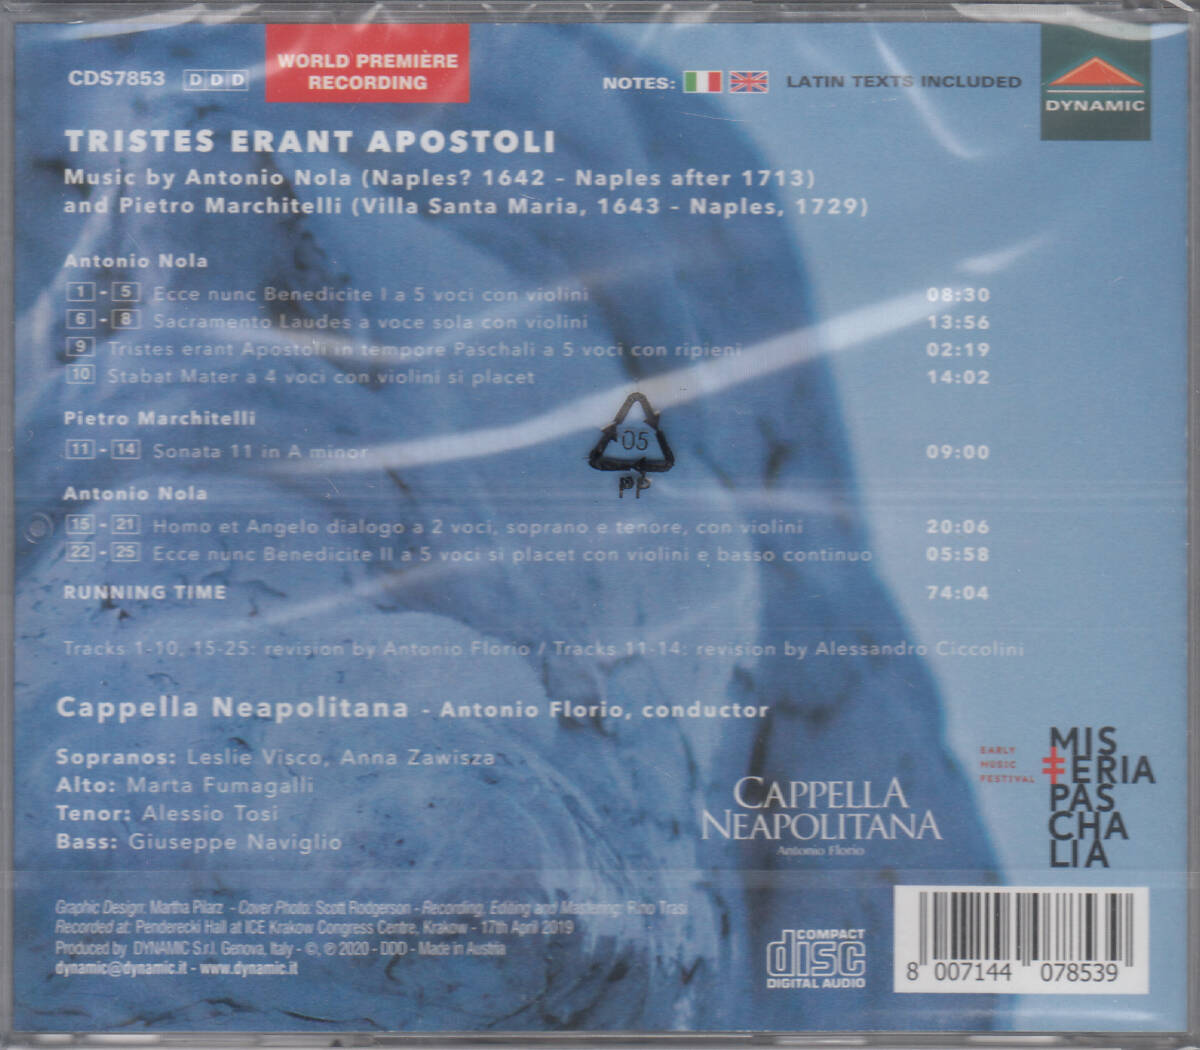 CDS7853 DDD
WORLD PREMIÈRE
RECORDING
NOTES: LATIN TEXTS INCLUDED
DYNAMIC
TRISTES ERANT APOSTOLI
Music by Antonio Nola (Naples? 1642 – Naples after 1713)
and Pietro Marchitelli (Villa Santa Maria, 1643 – Naples, 1729)
Antonio Nola
1 - 5 Ecce nunc Benedicite I a 5 voci con violini 08:30
6 - 8 Sacramento Laudes a voce sola con violini 13:56
9 Tristes erant Apostoli in tempore Paschali a 5 voci con ripieni 02:19
10 Stabat Mater a 4 voci con violini si placet 14:02
Pietro Marchitelli
11 - 14 Sonata 11 in A minor 09:00
05
PP
Antonio Nola
15 - 21 Homo et Angelo dialogo a 2 voci, soprano e tenore, con violini 20:06
22 - 25 Ecce nunc Benedicite II a 5 voci si placet con violini e basso continuo 05:58
RUNNING TIME 74:04
Tracks 1-10, 15-25: revision by Antonio Florio / Tracks 11-14: revision by Alessandro Ciccolini
Cappella Neapolitana - Antonio Florio, conductor
Sopranos: Leslie Visco, Anna Zawisza
Alto: Marta Fumagalli
Tenor: Alessio Tosi
Bass: Giuseppe Naviglio
CAPPELLA
NEAPOLITANA
Antonio Florio
EARLY
MUSIC
FESTIVAL
MIS
TERIA
PAS
CHA
LIA
Graphic Design: Martha Pilarz - Cover Photo: Scott Rodgerson - Recording, Editing and Mastering: Rino Trasi
Recorded at: Penderecki Hall at ICE Krakow Congress Centre, Krakow - 17th April 2019
Produced by DYNAMIC S.r.l. Genova, Italy - ©, ℗ 2020 - DDD - Made in Austria
dynamic@dynamic.it - www.dynamic.it
COMPACT
disc
DIGITAL AUDIO
8 007144 078539